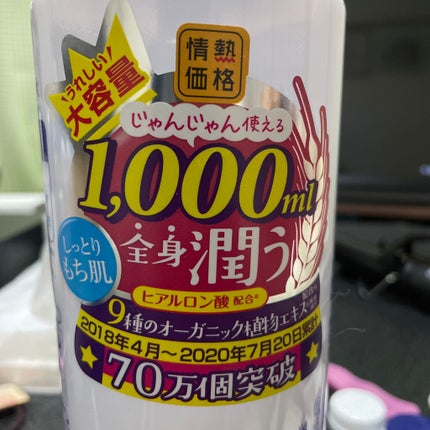 うれしい!
大容量
情熱
価格
じゃんじゃん使える
1,000ml
しっとり
もち肌
全身潤う
ヒアルロン酸 配合※
9種のオーガニック植物エキス
2018年4月〜2020年7月20日累計
70万個突破